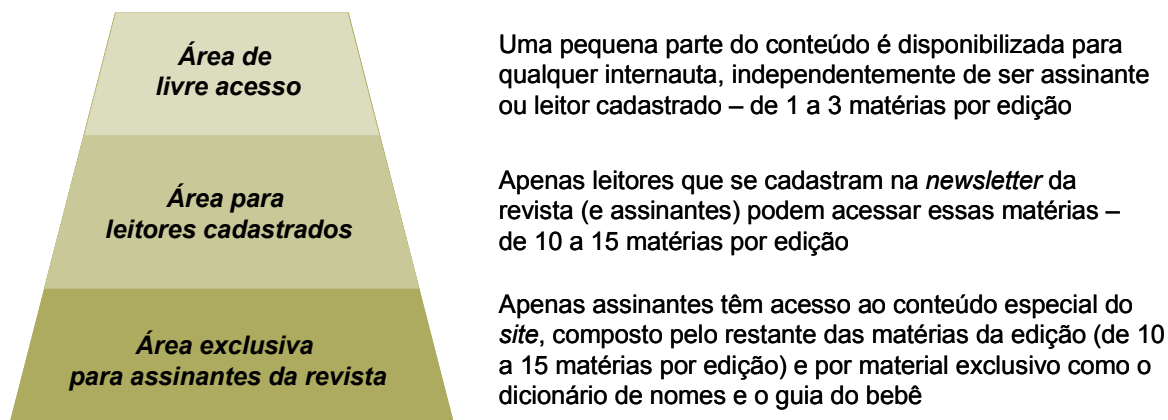 Área de
livre acesso
Uma pequena parte do conteúdo é disponibilizada para
qualquer internauta, independentemente de ser assinante
ou leitor cadastrado – de 1 a 3 matérias por edição
Área para
leitores cadastrados
Apenas leitores que se cadastram na newsletter da
revista (e assinantes) podem acessar essas matérias –
de 10 a 15 matérias por edição
Área exclusiva
para assinantes da revista
Apenas assinantes têm acesso ao conteúdo especial do
site, composto pelo restante das matérias da edição (de 10
a 15 matérias por edição) e por material exclusivo como o
dicionário de nomes e o guia do bebê